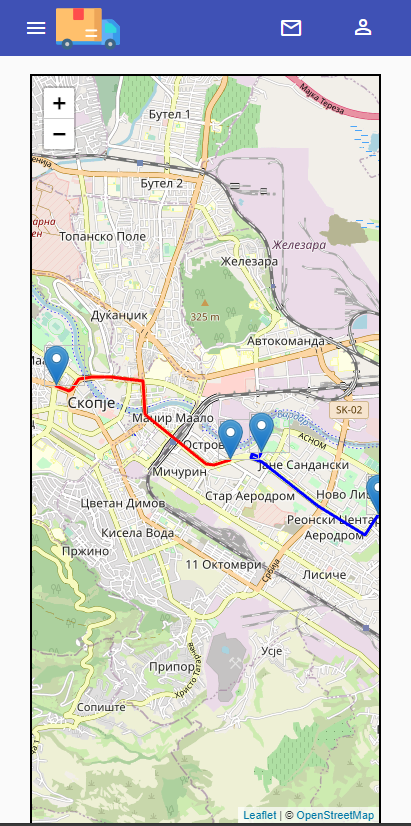 +
−
Мајка Тереза
Бутел 1
Бутел 2
Топанско Поле
Железара
Железара
325 m
Дуканџик
Автокоманда
SK-02
Скопје
Маџир Маало
Остров
АСНОМ
Мичурин
Јане Сандански
Стар Аеродром
Ново Ли
Цветан Димов
Реонски Центар
Аеродром
Кисела Вода
Пржино
11 Октомври
Србија
Лисиче
Усје
Припор
Христо Татарчев
Сопиште
Leaflet | © OpenStreetMap